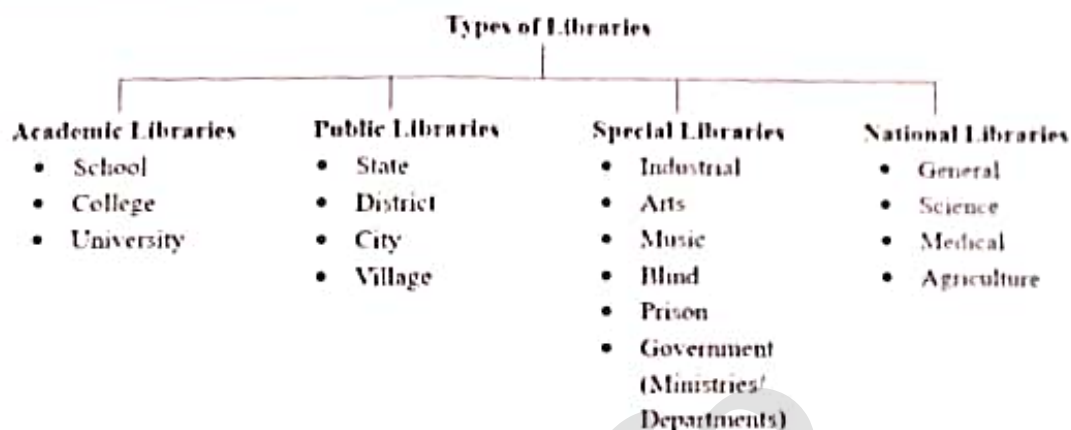 Types of Libraries
Academic Libraries
• School
• College
• University
Public Libraries
• State
• District
• City
• Village
Special Libraries
• Industrial
• Arts
• Music
• Blind
• Prison
• Government
(Ministries/
Departments)
National Libraries
• General
• Science
• Medical
• Agriculture